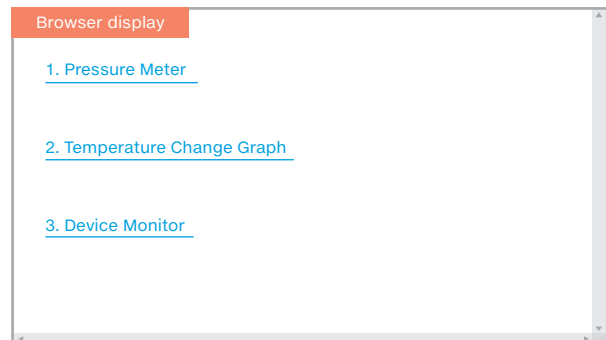 Browser display
1. Pressure Meter
2. Temperature Change Graph
3. Device Monitor